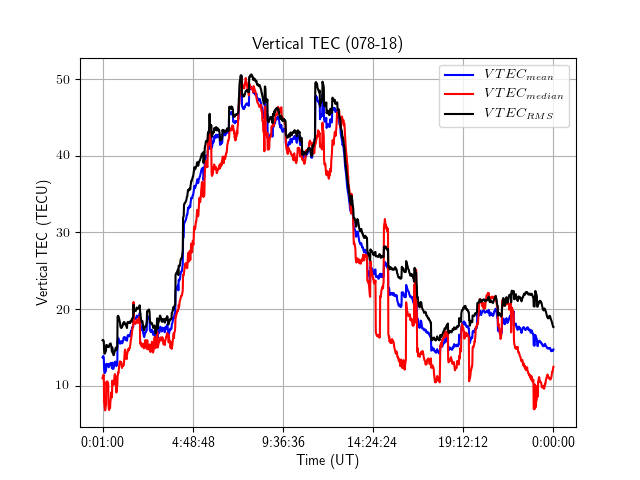 Vertical TEC (078-18)
VTEC_mean
VTEC_median
VTEC_RMS
50
40
30
20
10
Vertical TEC (TECU)
0:01:00 4:48:48 9:36:36 14:24:24 19:12:12 0:00:00
Time (UT)